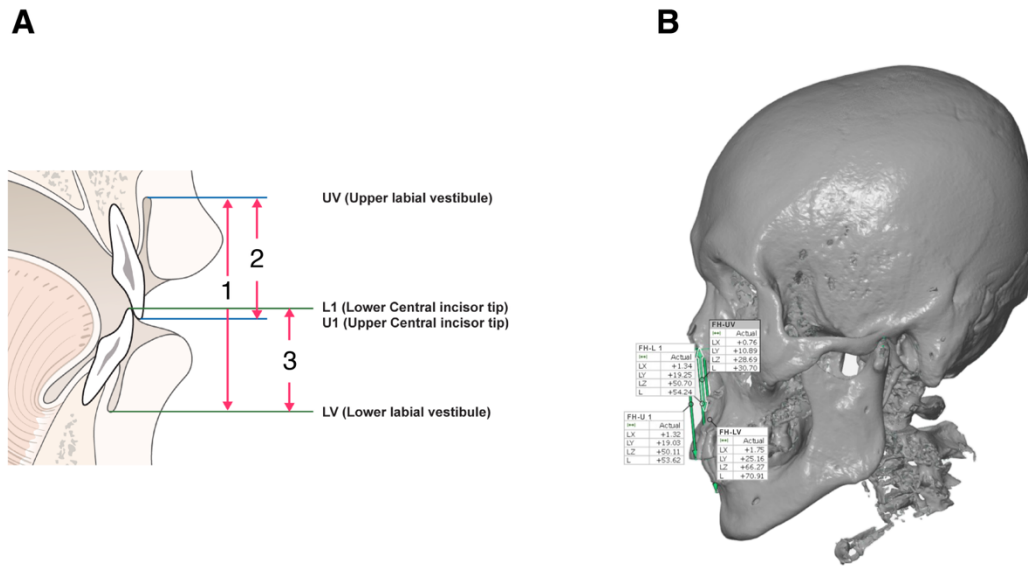 A
B
UV (Upper labial vestibule)
2
1
L1 (Lower Central incisor tip)
U1 (Upper Central incisor tip)
3
LV (Lower labial vestibule)
FH-UV
Actual
LX +0.76
LY +10.89
LZ +28.69
L +30.70
FH-L 1
Actual
LX +1.34
LY +19.25
LZ +50.70
L +54.24
FH-U 1
Actual
LX +1.32
LY +19.03
LZ +50.11
L +53.62
FH-LV
Actual
LX +1.75
LY +25.16
LZ +66.27
L +70.91